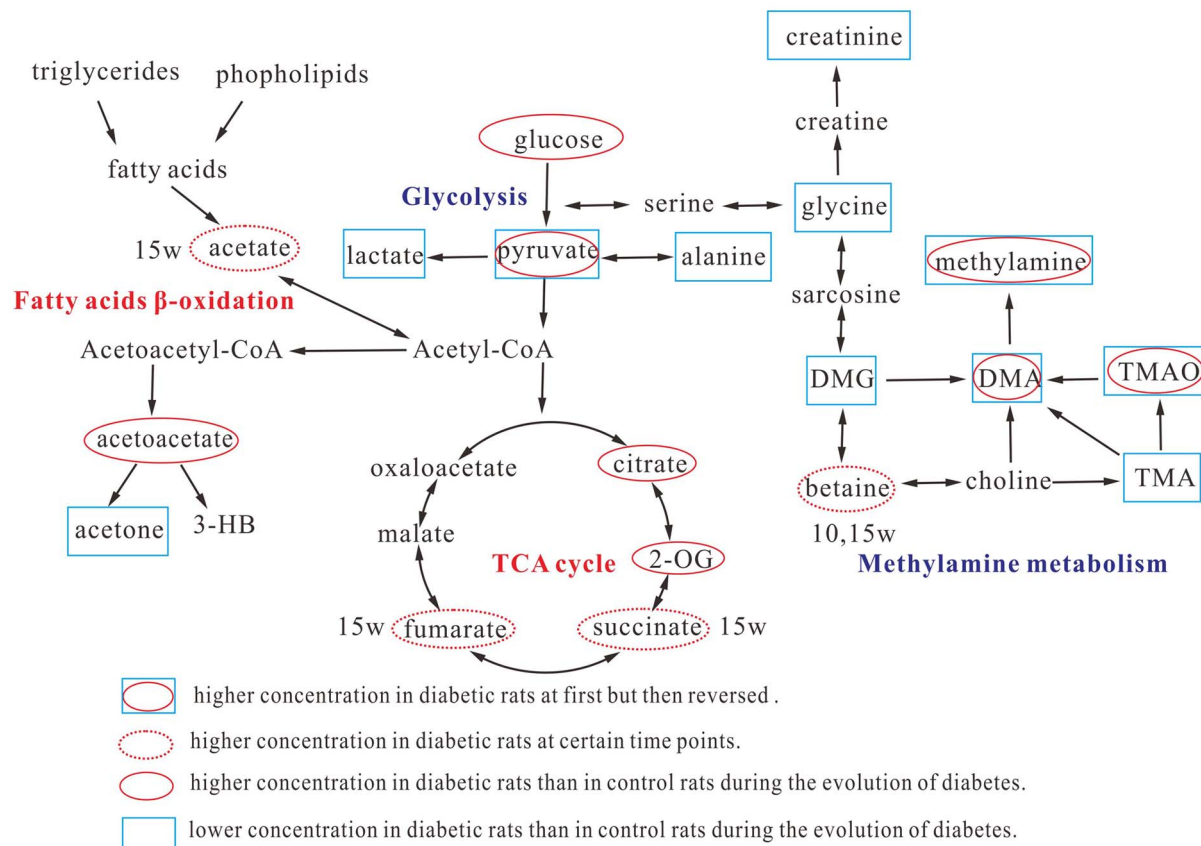 creatinine
triglycerides
phopholipids
creatine
glucose
fatty acids
Glycolysis
serine
glycine
15w
acetate
lactate
pyruvate
alanine
methylamine
Fatty acids β-oxidation
sarcosine
Acetoacetyl-CoA
Acetyl-CoA
DMG
DMA
TMAO
acetoacetate
oxaloacetate
citrate
betaine
choline
TMA
acetone
3-HB
malate
10,15w
TCA cycle
2-OG
Methylamine metabolism
15w
fumarate
succinate
15w
higher concentration in diabetic rats at first but then reversed .
higher concentration in diabetic rats at certain time points.
higher concentration in diabetic rats than in control rats during the evolution of diabetes.
lower concentration in diabetic rats than in control rats during the evolution of diabetes.